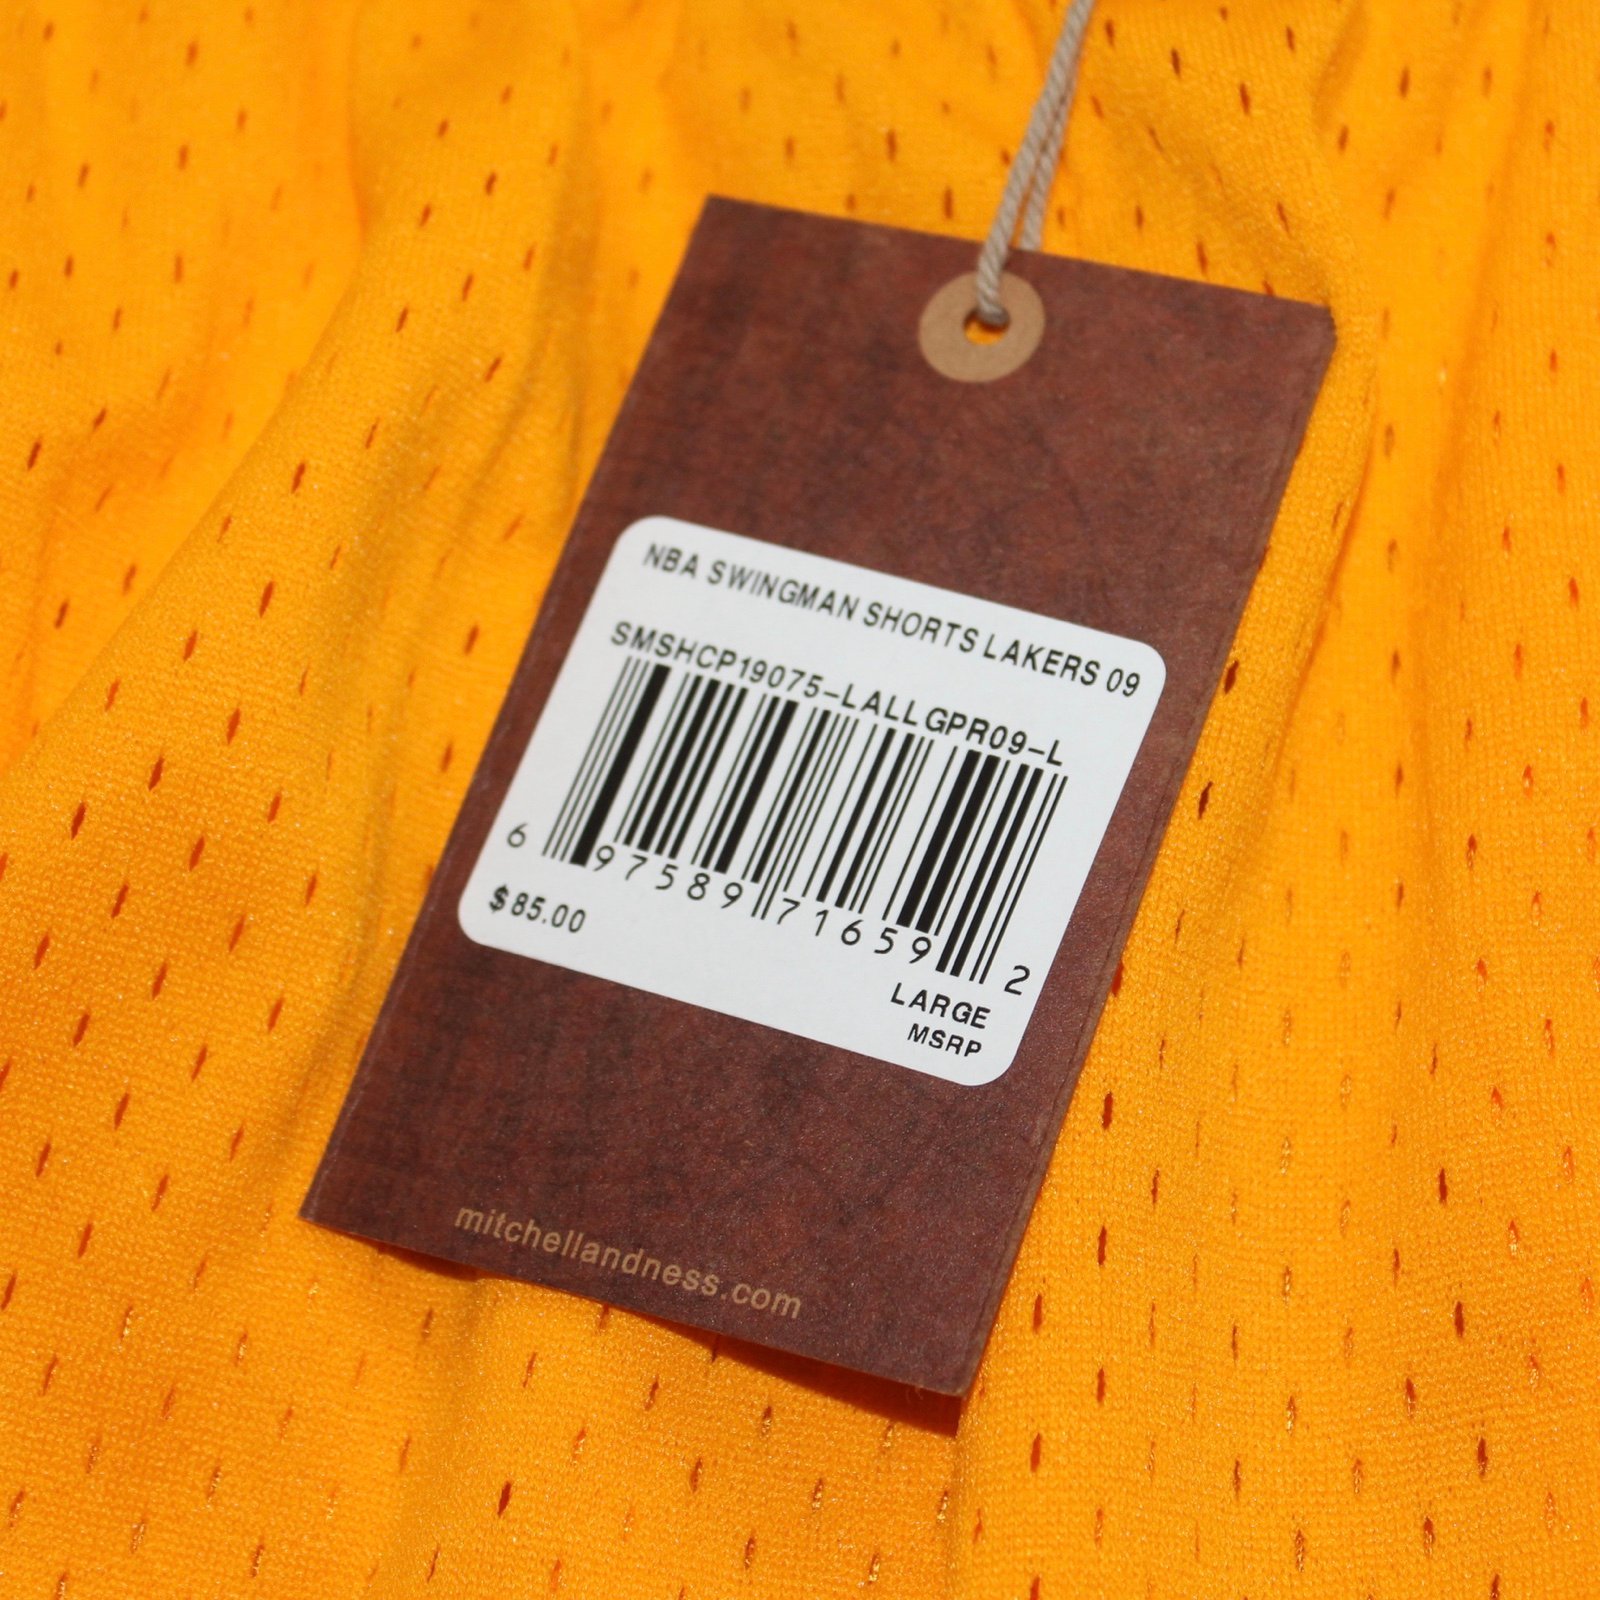 NBA SWINGMAN SHORTS LAKERS 09
SMSHCP19075-LALLGPR09-L
6 97589 71659 2
$85.00
LARGE
MSRP
mitchellandness.com